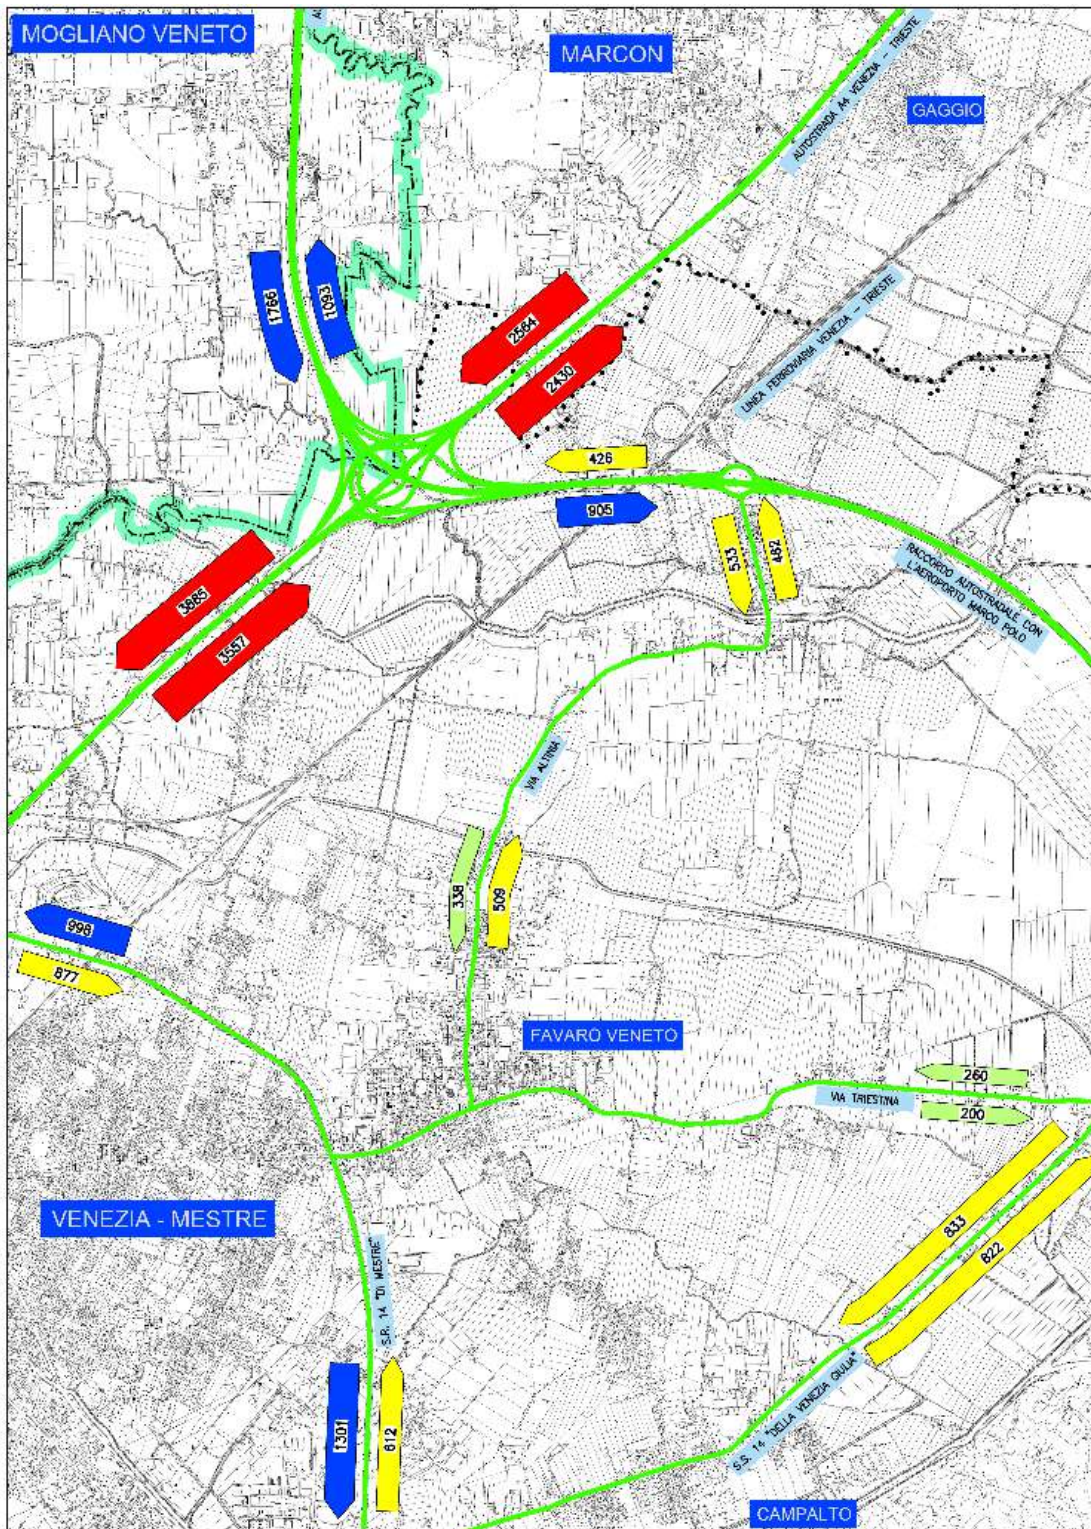 MOGLIANO VENETO
MARCON
AUTOSTRADA A4 VENEZIA - TRIESTE
GAGGIO
1766
1093
2564
2430
LINEA FERROVIARIA VENEZIA - TRIESTE
426
905
533
482
3885
3557
RACCORDO AUTOSTRADALE CON
L'AEROPORTO MARCO POLO
VIA ALTINIA
338
509
998
877
FAVARO VENETO
260
VIA TRIESTINA
200
VENEZIA - MESTRE
833
822
S.R. 14 "DI MESTRE"
S.S. 14 "DELLA VENEZIA GIULIA"
1301
612
CAMPALTO